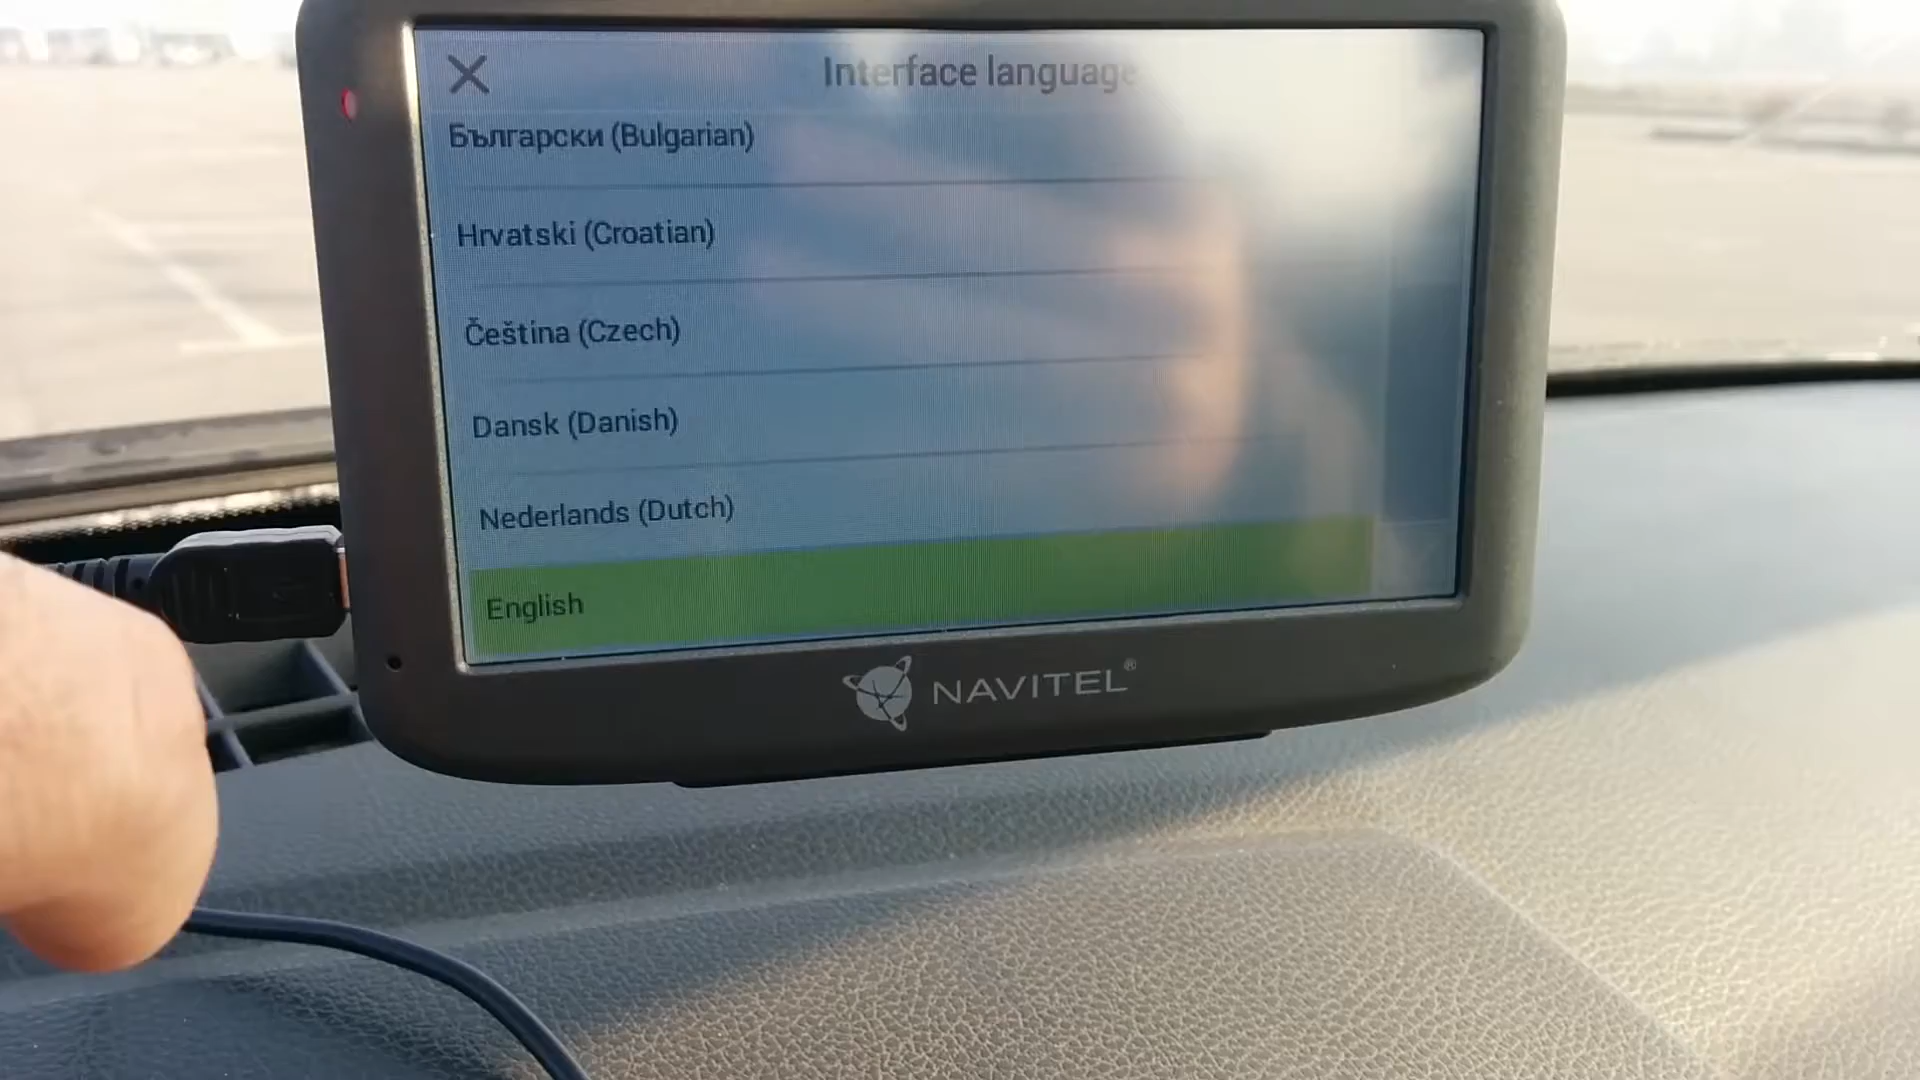 Interface language
Български (Bulgarian)
Hrvatski (Croatian)
Čeština (Czech)
Dansk (Danish)
Nederlands (Dutch)
English
NAVITEL®